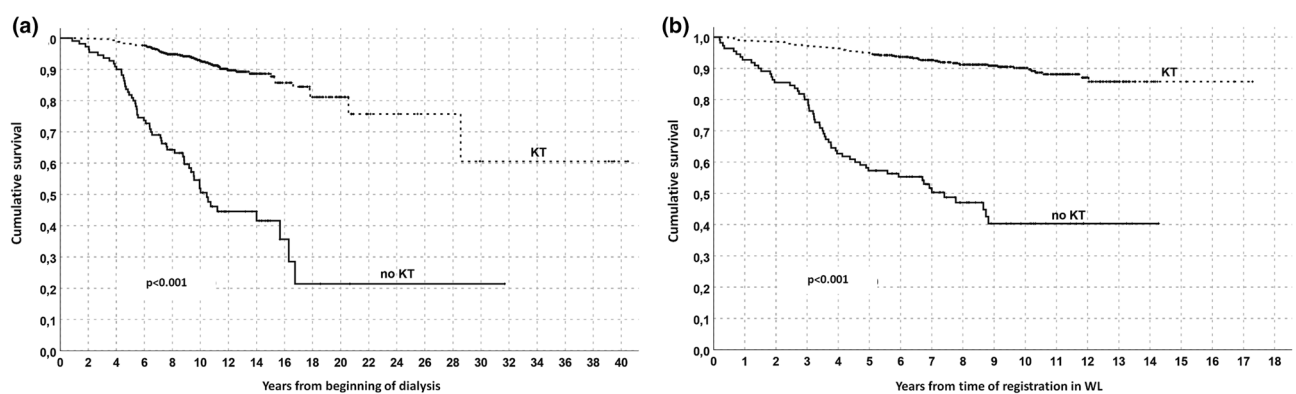 (a)
0
0,9
0,8
0,7
0,6
0,5
0,4
0,3
0,2
0,1
0,0
Cumulative survival
KT
no KT
p<0.001
0 2 4 6 8 10 12 14 16 18 20 22 24 26 28 30 32 34 36 38 40
Years from beginning of dialysis
(b)
1,0
0,9
0,8
0,7
0,6
0,5
0,4
0,3
0,2
0,1
0,0
Cumulative survival
KT
no KT
p<0.001
0 1 2 3 4 5 6 7 8 9 10 11 12 13 14 15 16 17 18
Years from time of registration in WL